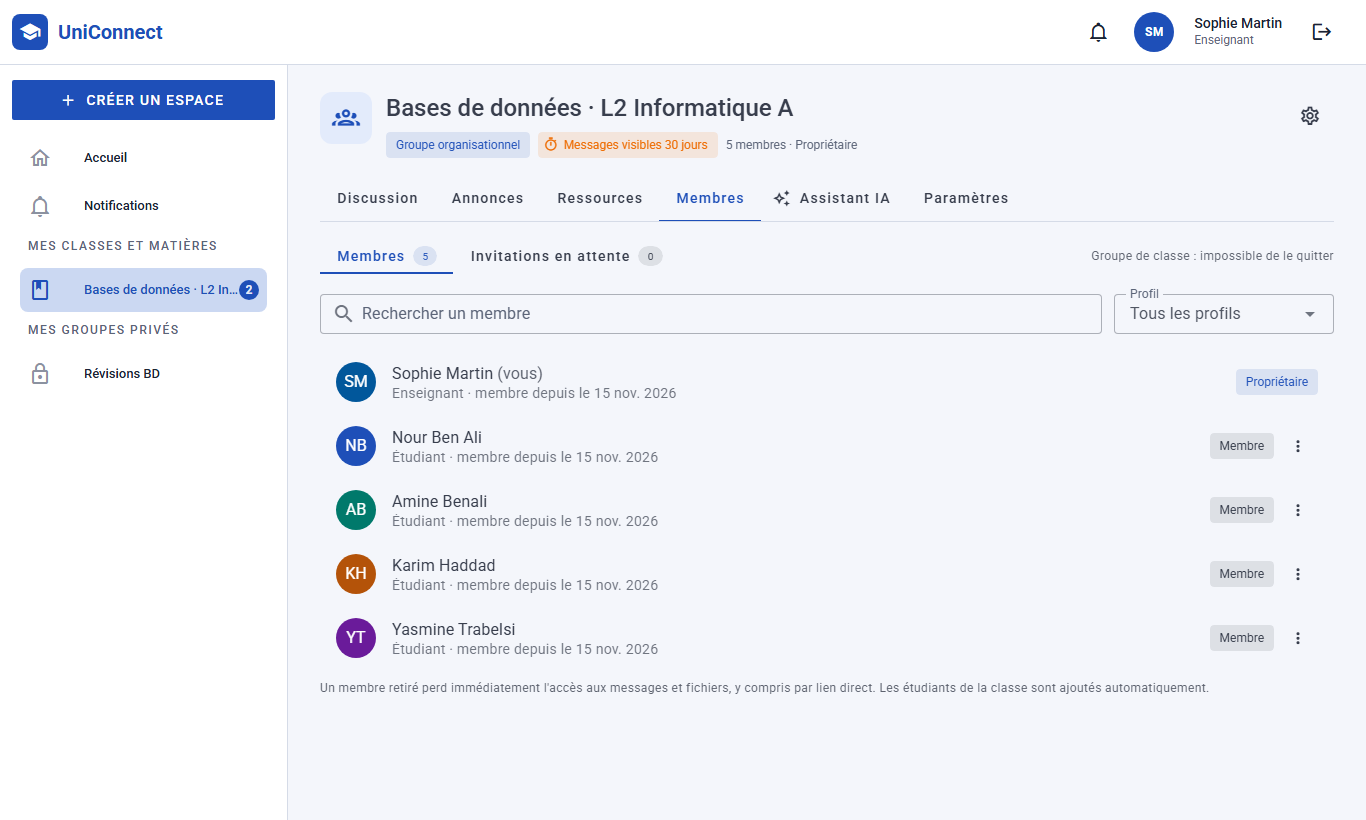 UniConnect
SM
Sophie Martin
Enseignant
CRÉER UN ESPACE
Accueil
Notifications
MES CLASSES ET MATIÈRES
Bases de données · L2 In... 2
MES GROUPES PRIVÉS
Révisions BD
Bases de données · L2 Informatique A
Groupe organisationnel Messages visibles 30 jours 5 membres · Propriétaire
Discussion Annonces Ressources Membres Assistant IA Paramètres
Membres 5 Invitations en attente 0 Groupe de classe : impossible de le quitter
Profil
Rechercher un membre Tous les profils
SM Sophie Martin (vous)
Enseignant · membre depuis le 15 nov. 2026
Propriétaire
NB Nour Ben Ali
Étudiant · membre depuis le 15 nov. 2026
Membre
AB Amine Benali
Étudiant · membre depuis le 15 nov. 2026
Membre
KH Karim Haddad
Étudiant · membre depuis le 15 nov. 2026
Membre
YT Yasmine Trabelsi
Étudiant · membre depuis le 15 nov. 2026
Membre
Un membre retiré perd immédiatement l'accès aux messages et fichiers, y compris par lien direct. Les étudiants de la classe sont ajoutés automatiquement.